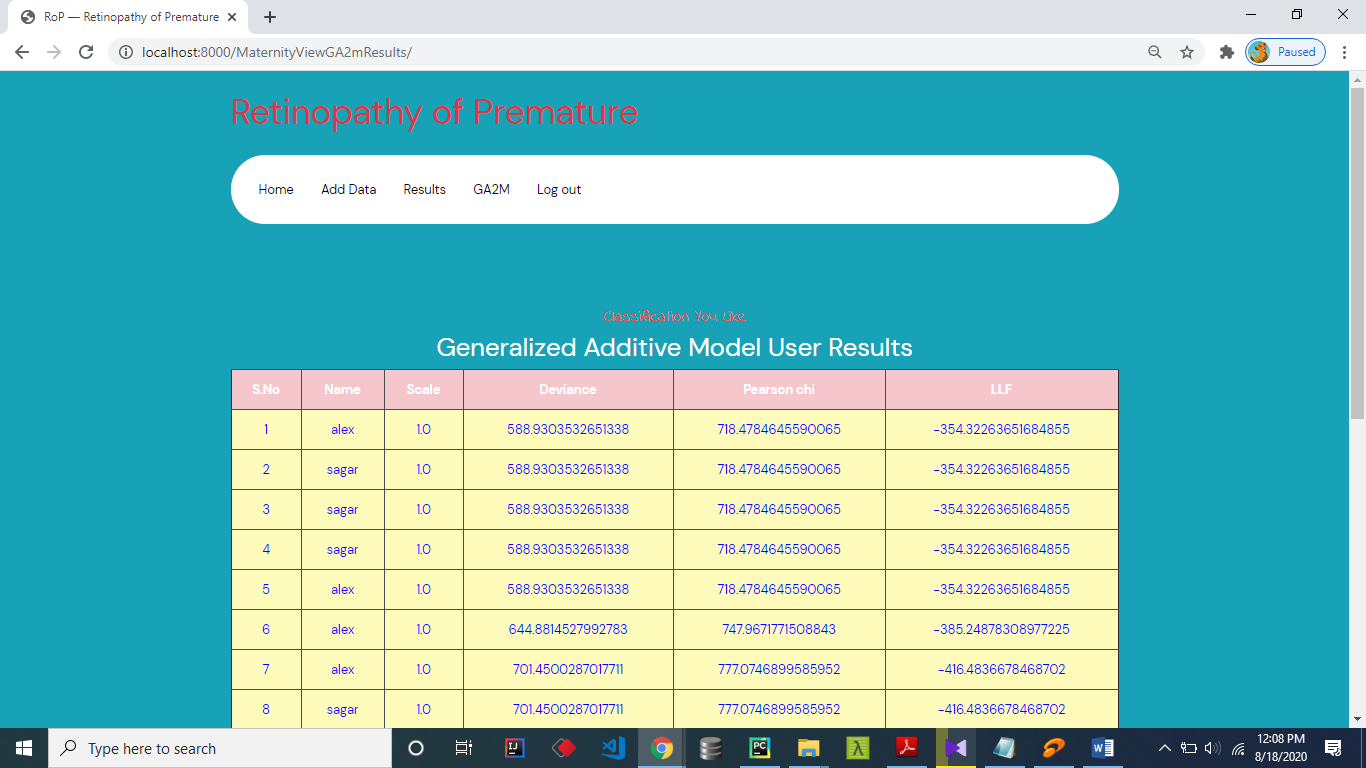 RoP — Retinopathy of Premature
localhost:8000/MaternityViewGA2mResults/
Paused
Retinopathy of Premature
Home Add Data Results GA2M Log out
Classification You Like
Generalized Additive Model User Results
S.No Name Scale Deviance Pearson chi LLF
1 alex 1.0 588.9303532651338 718.4784645590065 -354.32263651684855
2 sagar 1.0 588.9303532651338 718.4784645590065 -354.32263651684855
3 sagar 1.0 588.9303532651338 718.4784645590065 -354.32263651684855
4 sagar 1.0 588.9303532651338 718.4784645590065 -354.32263651684855
5 alex 1.0 588.9303532651338 718.4784645590065 -354.32263651684855
6 alex 1.0 644.8814527992783 747.9671771508843 -385.24878308977225
7 alex 1.0 701.4500287017711 777.0746899585952 -416.4836678468702
8 sagar 1.0 701.4500287017711 777.0746899585952 -416.4836678468702
Type here to search
12:08 PM
8/18/2020